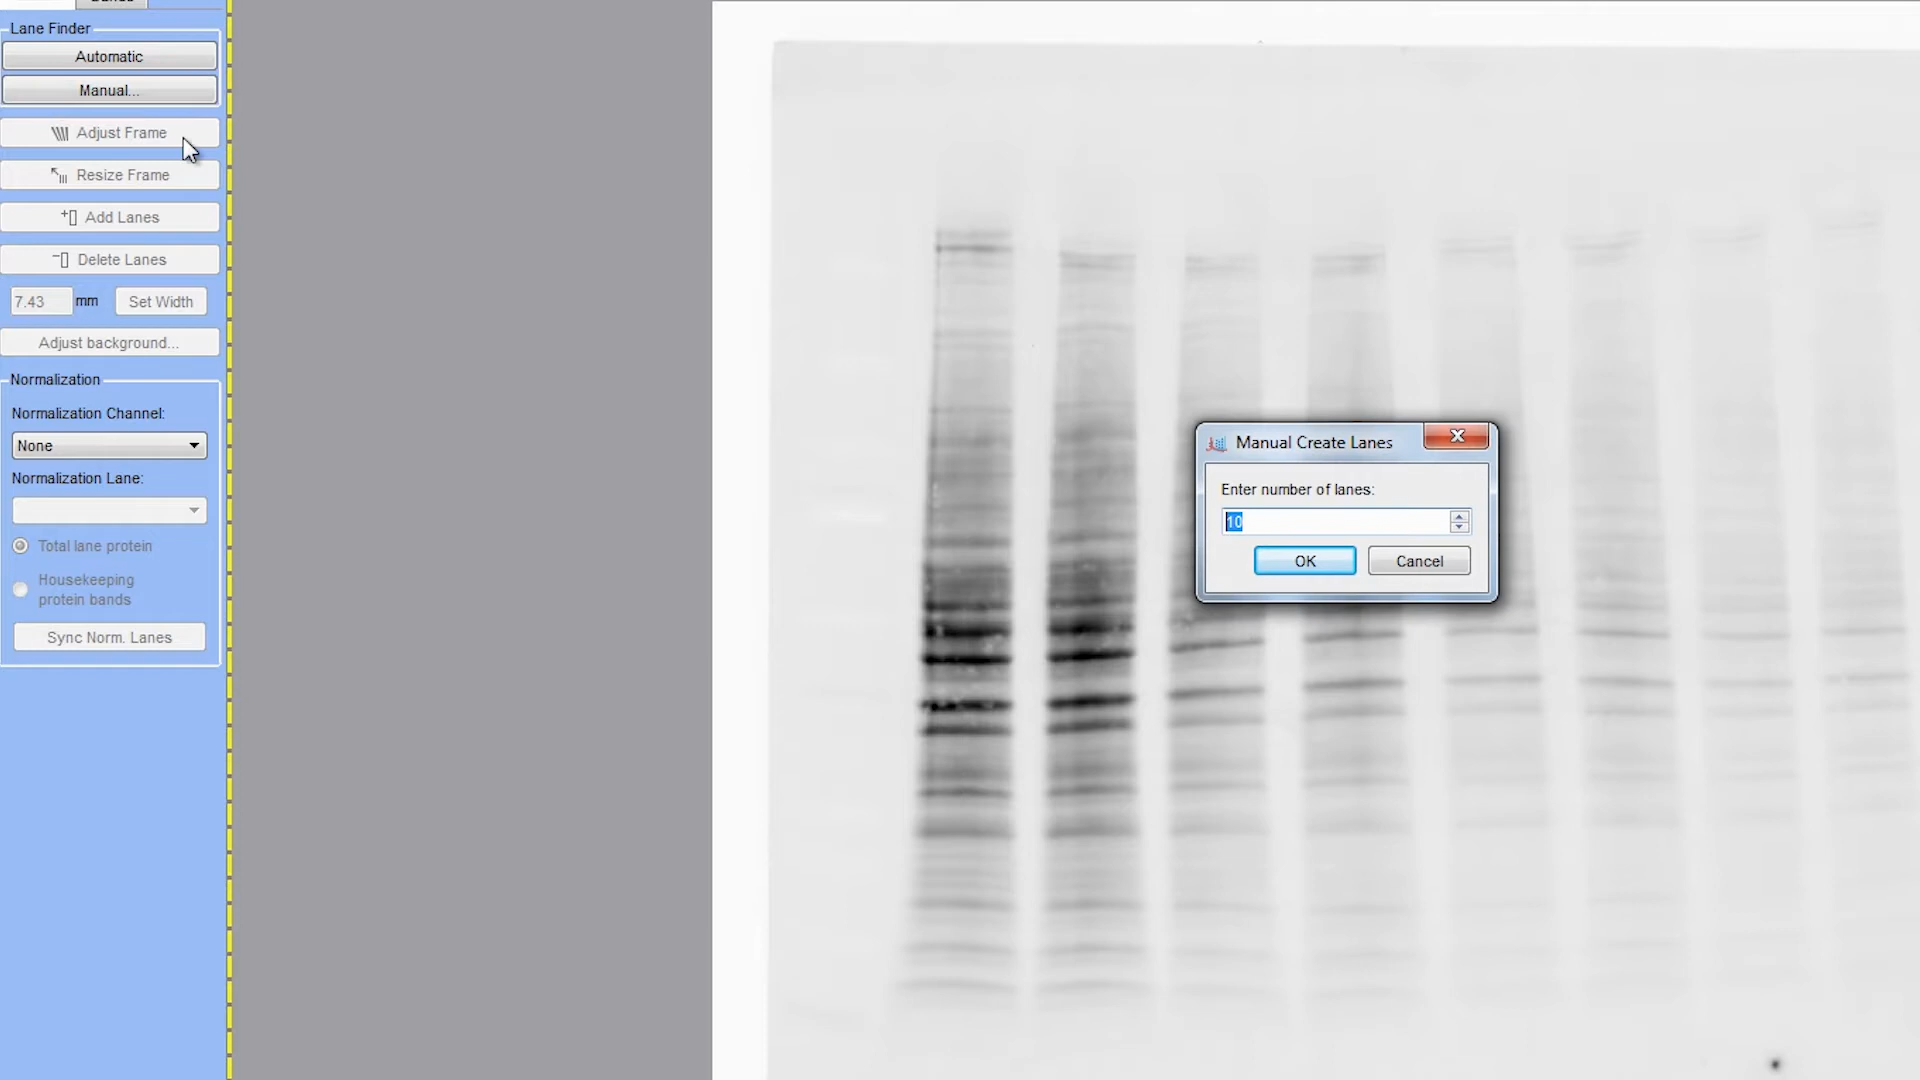 Lane Finder
Automatic
Manual...
Adjust Frame
Resize Frame
Add Lanes
Delete Lanes
7.43 mm Set Width
Adjust background...
Normalization
Normalization Channel:
None
Normalization Lane:
Total lane protein
Housekeeping
protein bands
Sync Norm. Lanes
Manual Create Lanes
Enter number of lanes:
10
OK Cancel